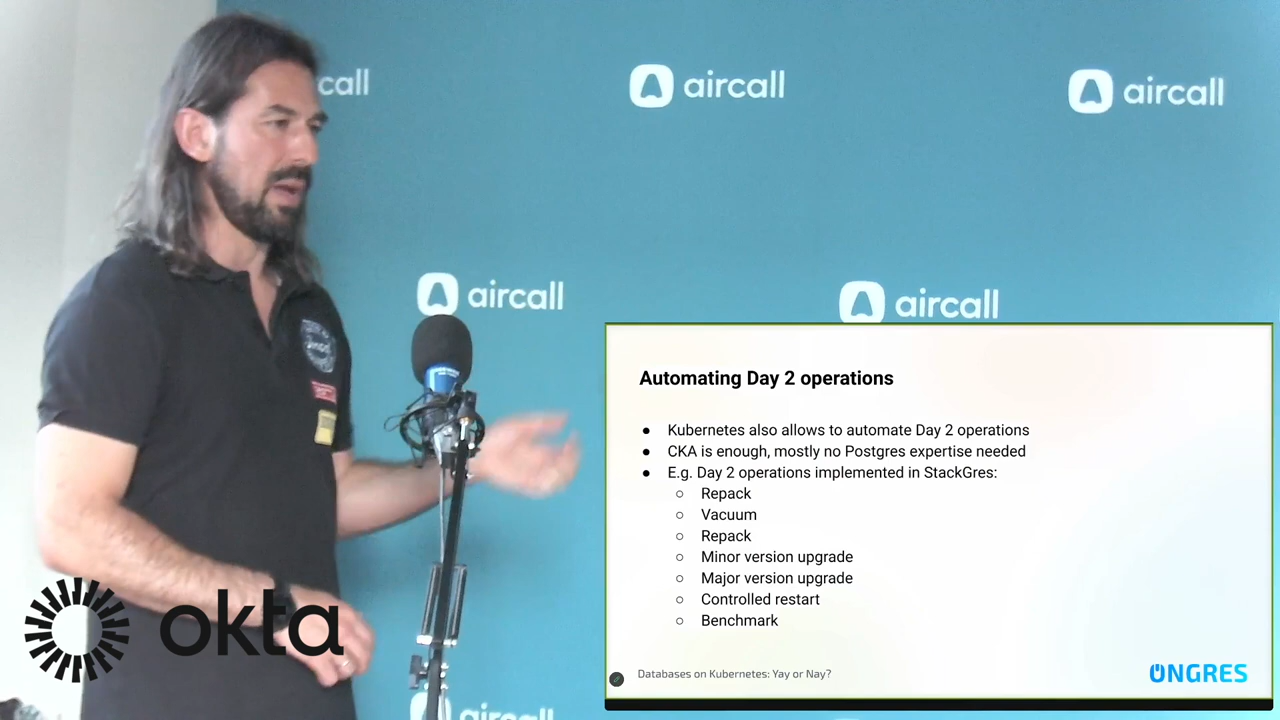 call
aircall
aircall
aircall
aircall
Automating Day 2 operations
● Kubernetes also allows to automate Day 2 operations
● CKA is enough, mostly no Postgres expertise needed
● E.g. Day 2 operations implemented in StackGres:
○ Repack
○ Vacuum
○ Repack
○ Minor version upgrade
○ Major version upgrade
○ Controlled restart
○ Benchmark
okta
Databases on Kubernetes: Yay or Nay?
ONGRES
aircall